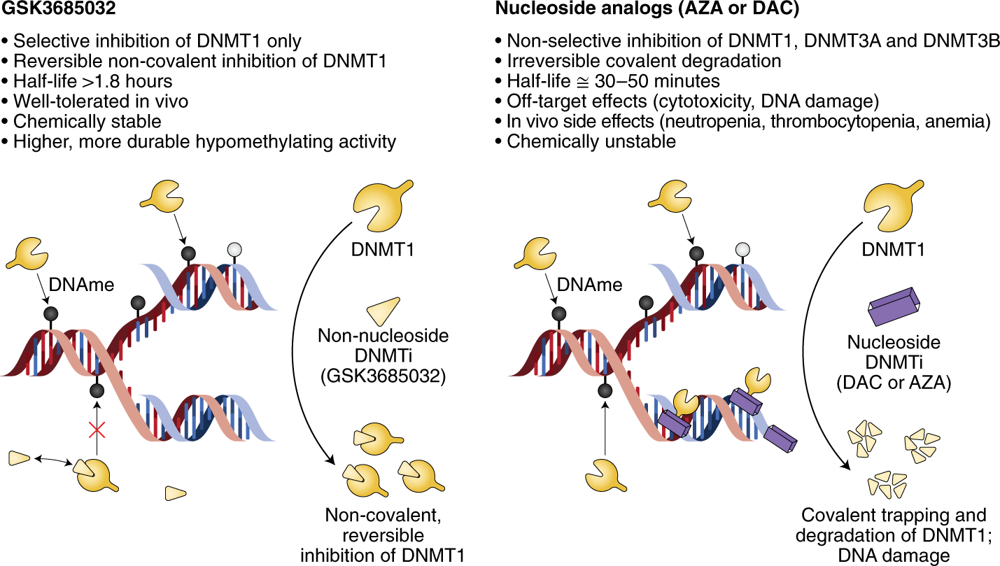 GSK3685032
• Selective inhibition of DNMT1 only
• Reversible non-covalent inhibition of DNMT1
• Half-life >1.8 hours
• Well-tolerated in vivo
• Chemically stable
• Higher, more durable hypomethylating activity
DNMT1
DNAme
Non-nucleoside
DNMTi
(GSK3685032)
Non-covalent,
reversible
inhibition of DNMT1
Nucleoside analogs (AZA or DAC)
• Non-selective inhibition of DNMT1, DNMT3A and DNMT3B
• Irreversible covalent degradation
• Half-life ≅ 30–50 minutes
• Off-target effects (cytotoxicity, DNA damage)
• In vivo side effects (neutropenia, thrombocytopenia, anemia)
• Chemically unstable
DNMT1
DNAme
Nucleoside
DNMTi
(DAC or AZA)
Covalent trapping and
degradation of DNMT1;
DNA damage